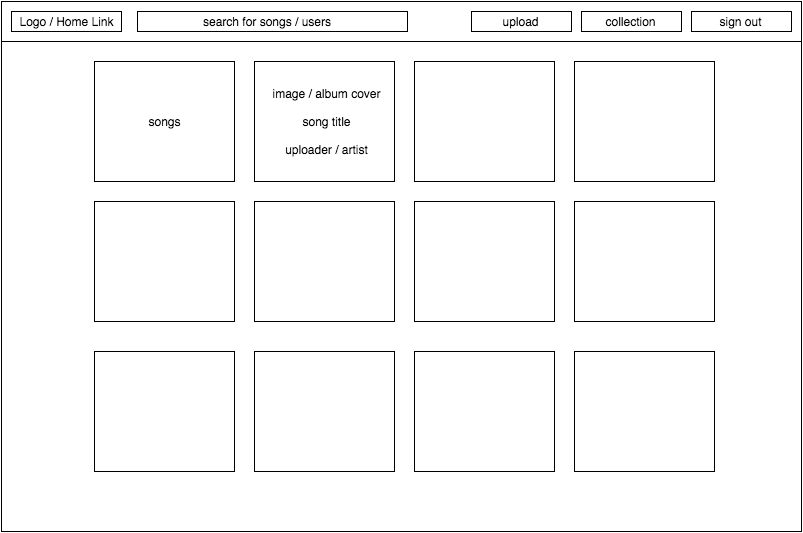 Logo / Home Link
search for songs / users
upload
collection
sign out
songs
image / album cover
song title
uploader / artist